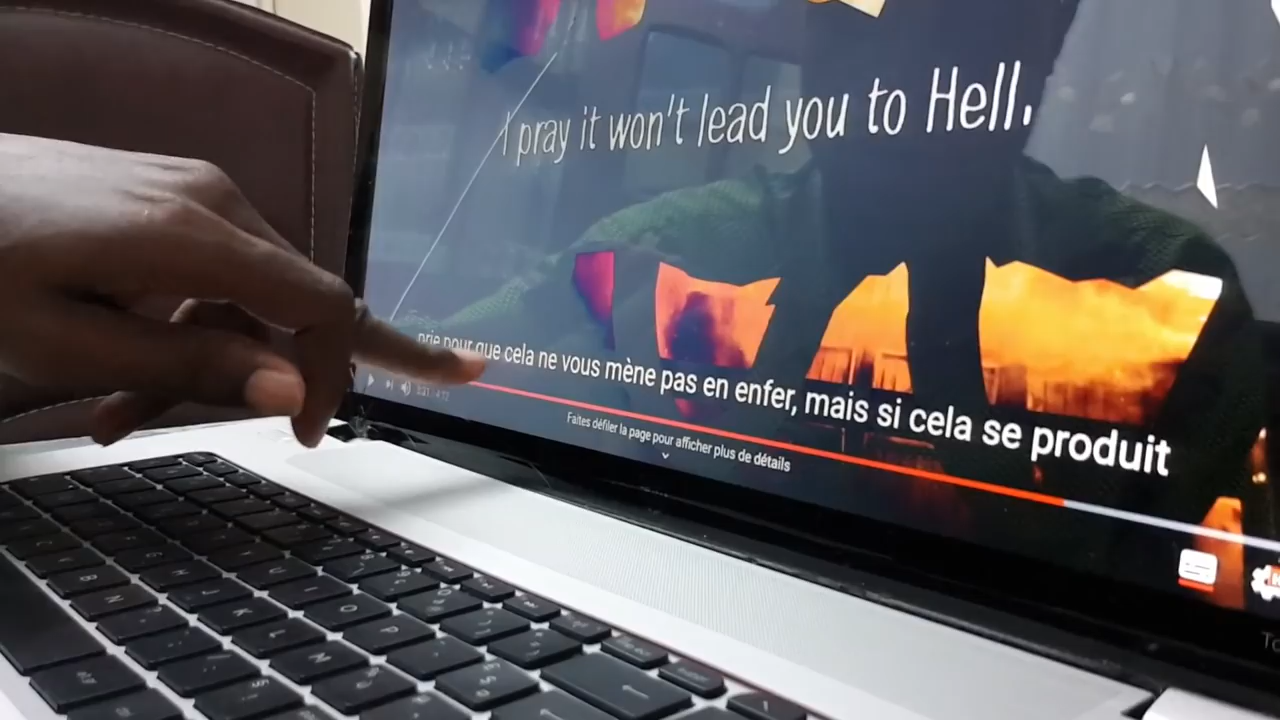 I pray it won't lead you to Hell.
prie pour que cela ne vous mène pas en enfer, mais si cela se produit
Faites défiler la page pour afficher plus de détails